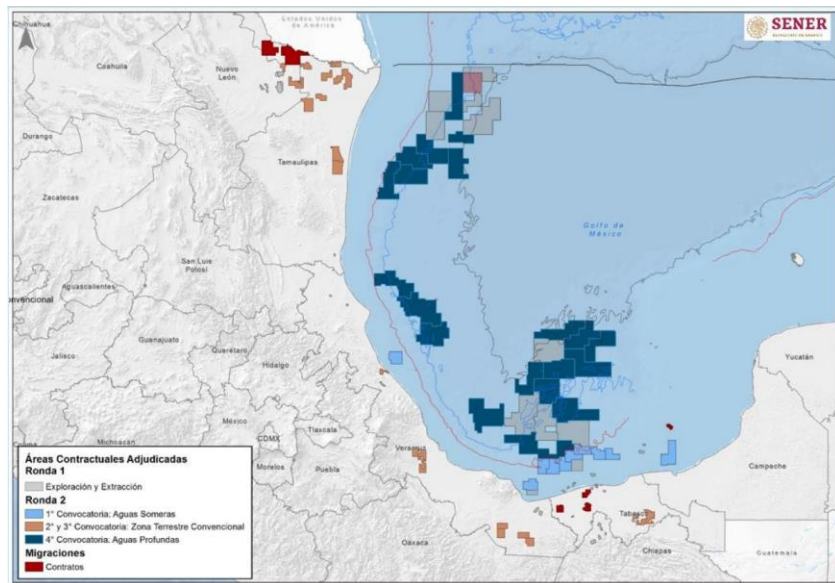 Chihuahua
Estados Unidos
de América
SENER
Coahuila
Nuevo
León
Durango
Tamaulipas
Zacatecas
Golfo de
México
San Luis
Potosí
Aguascalientes
Guanajuato
Querétaro
Jalisco
Hidalgo
Yucatán
México
Tlaxcala
Michoacán
CDMX
Veracruz
Morelos
Puebla
Campeche
Tabasco
Oaxaca
Chiapas
Guatemala
Áreas Contractuales Adjudicadas
Ronda 1
Exploración y Extracción
Ronda 2
1° Convocatoria: Aguas Someras
2° y 3° Convocatoria: Zona Terrestre Convencional
4° Convocatoria: Aguas Profundas
Migraciones
Contratos